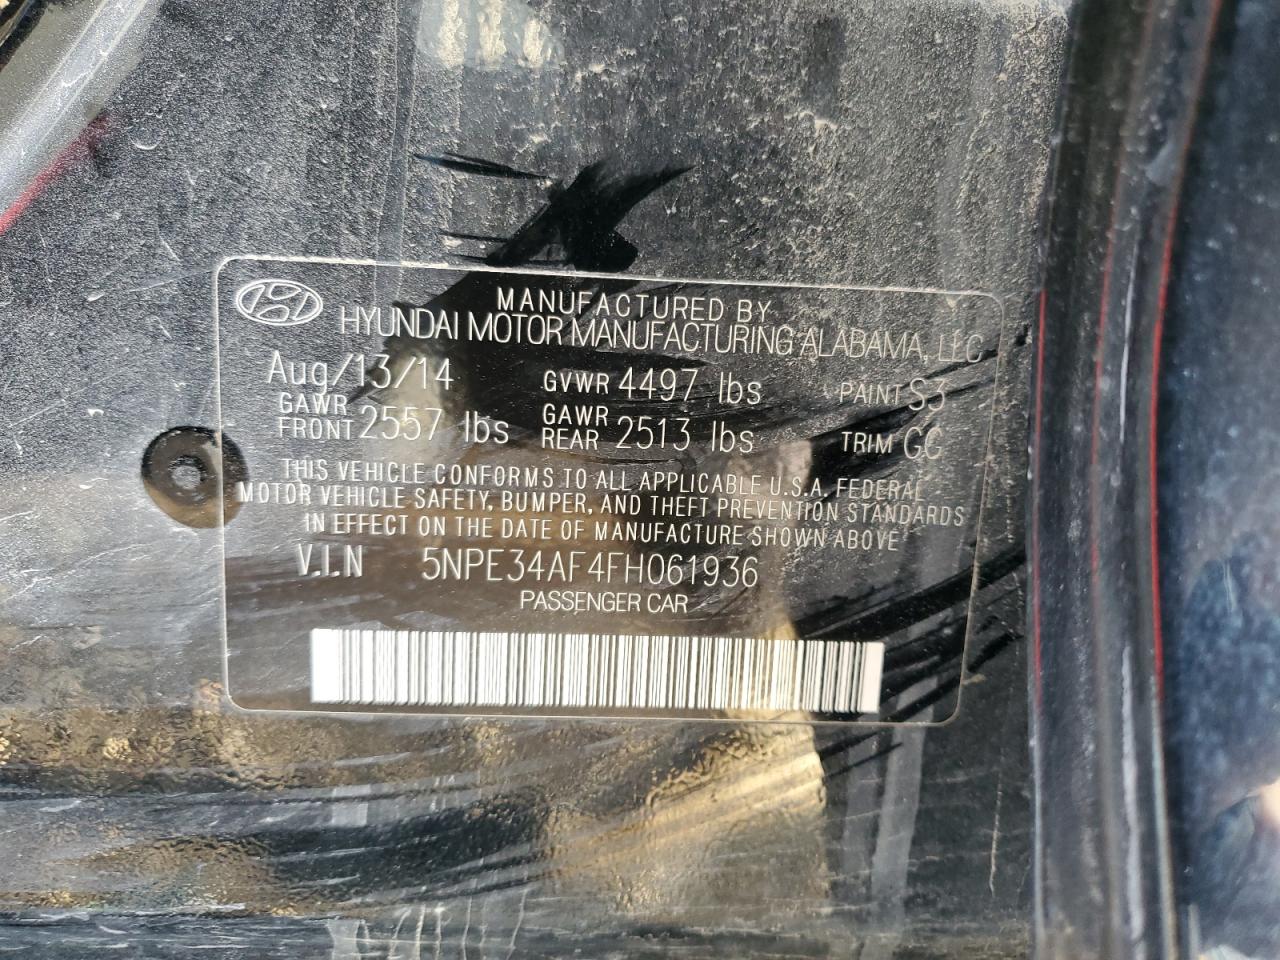 MANUFACTURED BY
HYUNDAI MOTOR MANUFACTURING ALABAMA, LLC
Aug/13/14 GVWR 4497 lbs PAINT S3
GAWR FRONT 2557 lbs GAWR REAR 2513 lbs TRIM GC
THIS VEHICLE CONFORMS TO ALL APPLICABLE U.S.A. FEDERAL
MOTOR VEHICLE SAFETY, BUMPER, AND THEFT PREVENTION STANDARDS
IN EFFECT ON THE DATE OF MANUFACTURE SHOWN ABOVE
V.I.N 5NPE34AF4FH061936
PASSENGER CAR